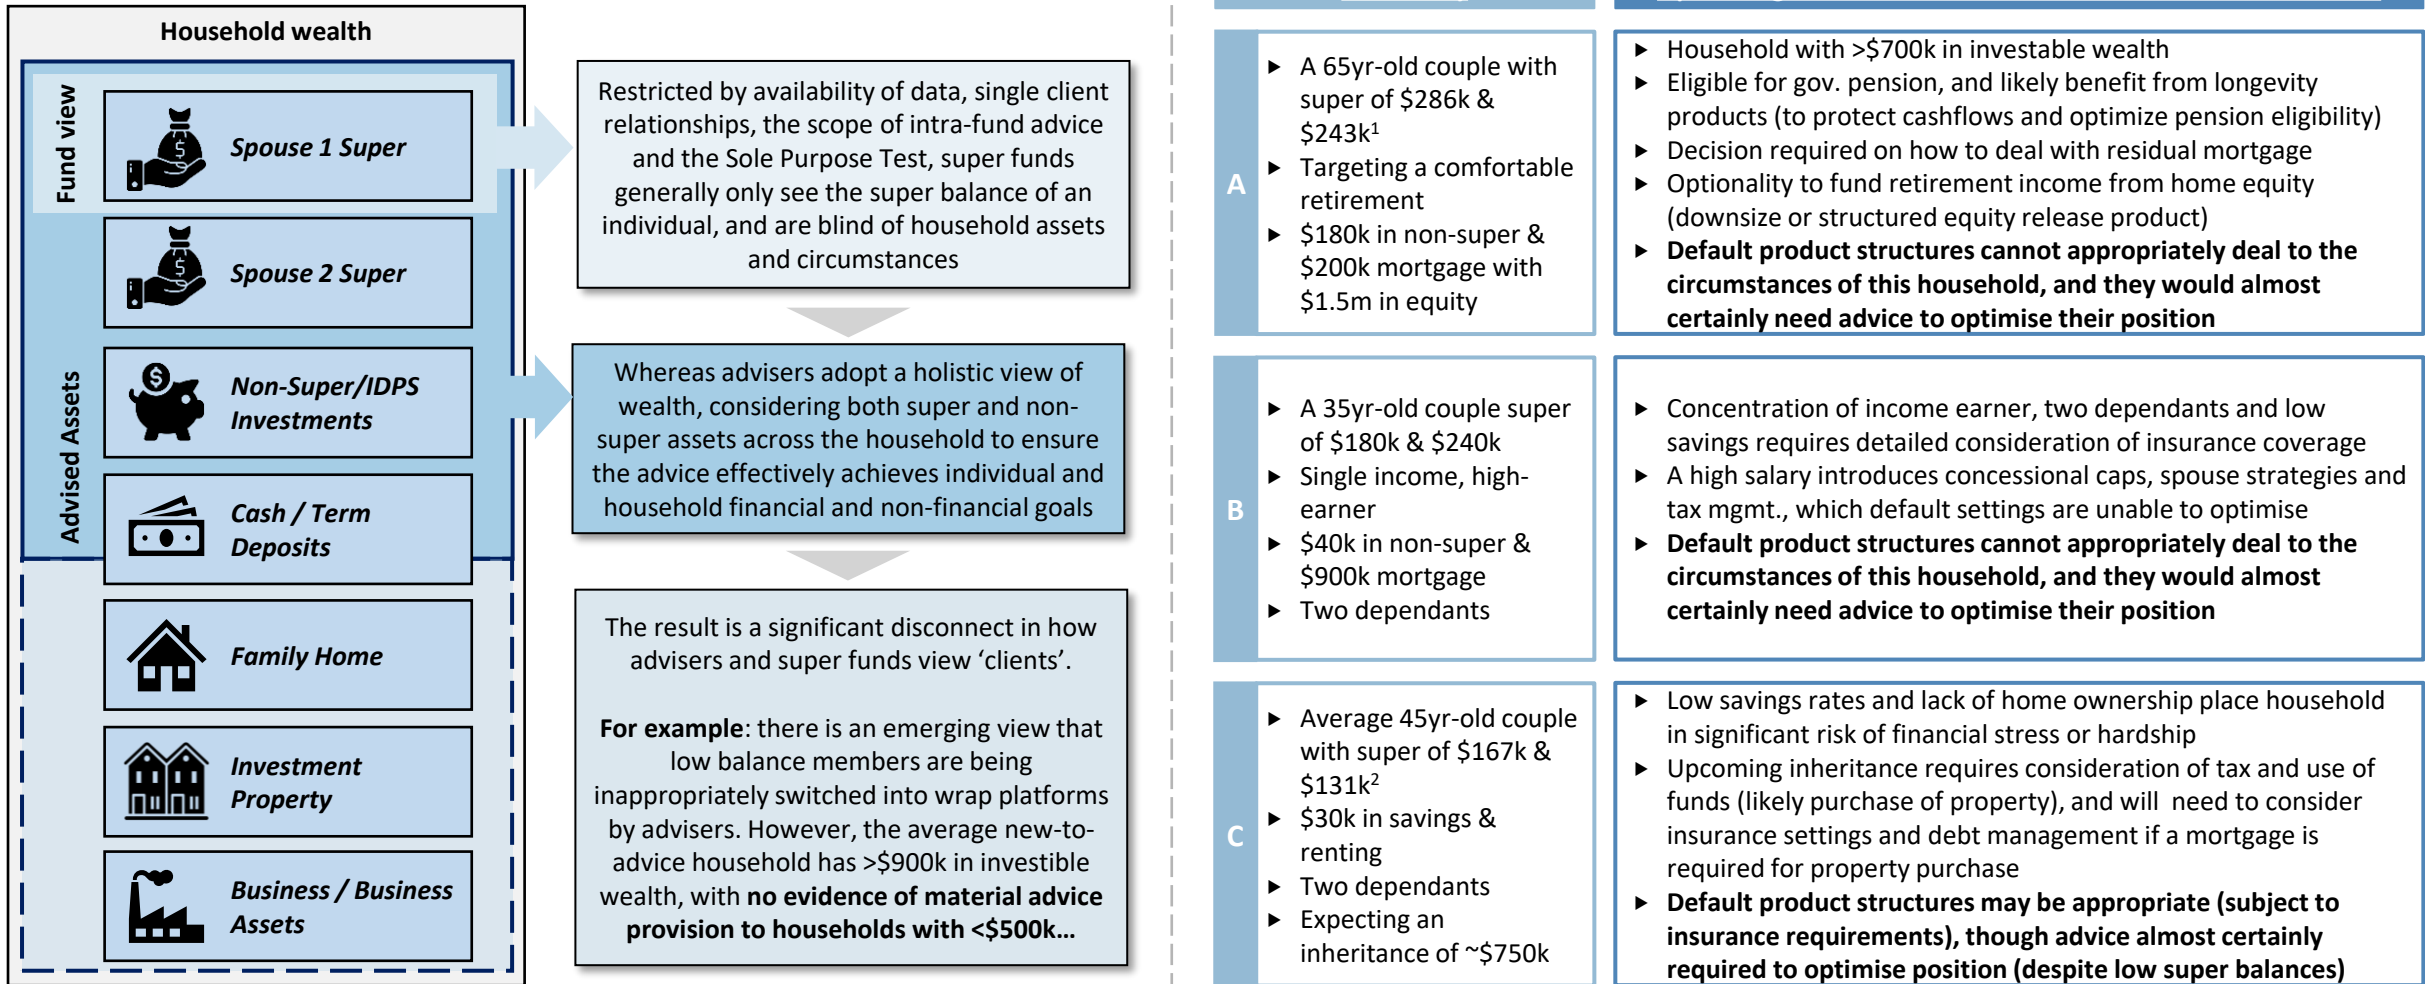 Household wealth
Fund view
Advised Assets
Spouse 1 Super
Spouse 2 Super
Non-Super/IDPS
Investments
Cash / Term
Deposits
Family Home
Investment
Property
Business / Business
Assets
Restricted by availability of data, single client
relationships, the scope of intra-fund advice
and the Sole Purpose Test, super funds
generally only see the super balance of an
individual, and are blind of household assets
and circumstances
Whereas advisers adopt a holistic view of
wealth, considering both super and non-
super assets across the household to ensure
the advice effectively achieves individual and
household financial and non-financial goals
The result is a significant disconnect in how
advisers and super funds view ‘clients’.
For example: there is an emerging view that
low balance members are being
inappropriately switched into wrap platforms
by advisers. However, the average new-to-
advice household has >$900k in investible
wealth, with no evidence of material advice
provision to households with <$500k…
A
▶ A 65yr-old couple with
super of $286k &
$243k¹
▶ Targeting a comfortable
retirement
▶ $180k in non-super &
$200k mortgage with
$1.5m in equity
▶ Household with >$700k in investable wealth
▶ Eligible for gov. pension, and likely benefit from longevity
products (to protect cashflows and optimize pension eligibility)
▶ Decision required on how to deal with residual mortgage
▶ Optionality to fund retirement income from home equity
(downsize or structured equity release product)
▶ Default product structures cannot appropriately deal to the
circumstances of this household, and they would almost
certainly need advice to optimise their position
B
▶ A 35yr-old couple super
of $180k & $240k
▶ Single income, high-
earner
▶ $40k in non-super &
$900k mortgage
▶ Two dependants
▶ Concentration of income earner, two dependants and low
savings requires detailed consideration of insurance coverage
▶ A high salary introduces concessional caps, spouse strategies and
tax mgmt., which default settings are unable to optimise
▶ Default product structures cannot appropriately deal to the
circumstances of this household, and they would almost
certainly need advice to optimise their position
C
▶ Average 45yr-old couple
with super of $167k &
$131k²
▶ $30k in savings &
renting
▶ Two dependants
▶ Expecting an
inheritance of ~$750k
▶ Low savings rates and lack of home ownership place household
in significant risk of financial stress or hardship
▶ Upcoming inheritance requires consideration of tax and use of
funds (likely purchase of property), and will need to consider
insurance settings and debt management if a mortgage is
required for property purchase
▶ Default product structures may be appropriate (subject to
insurance requirements), though advice almost certainly
required to optimise position (despite low super balances)